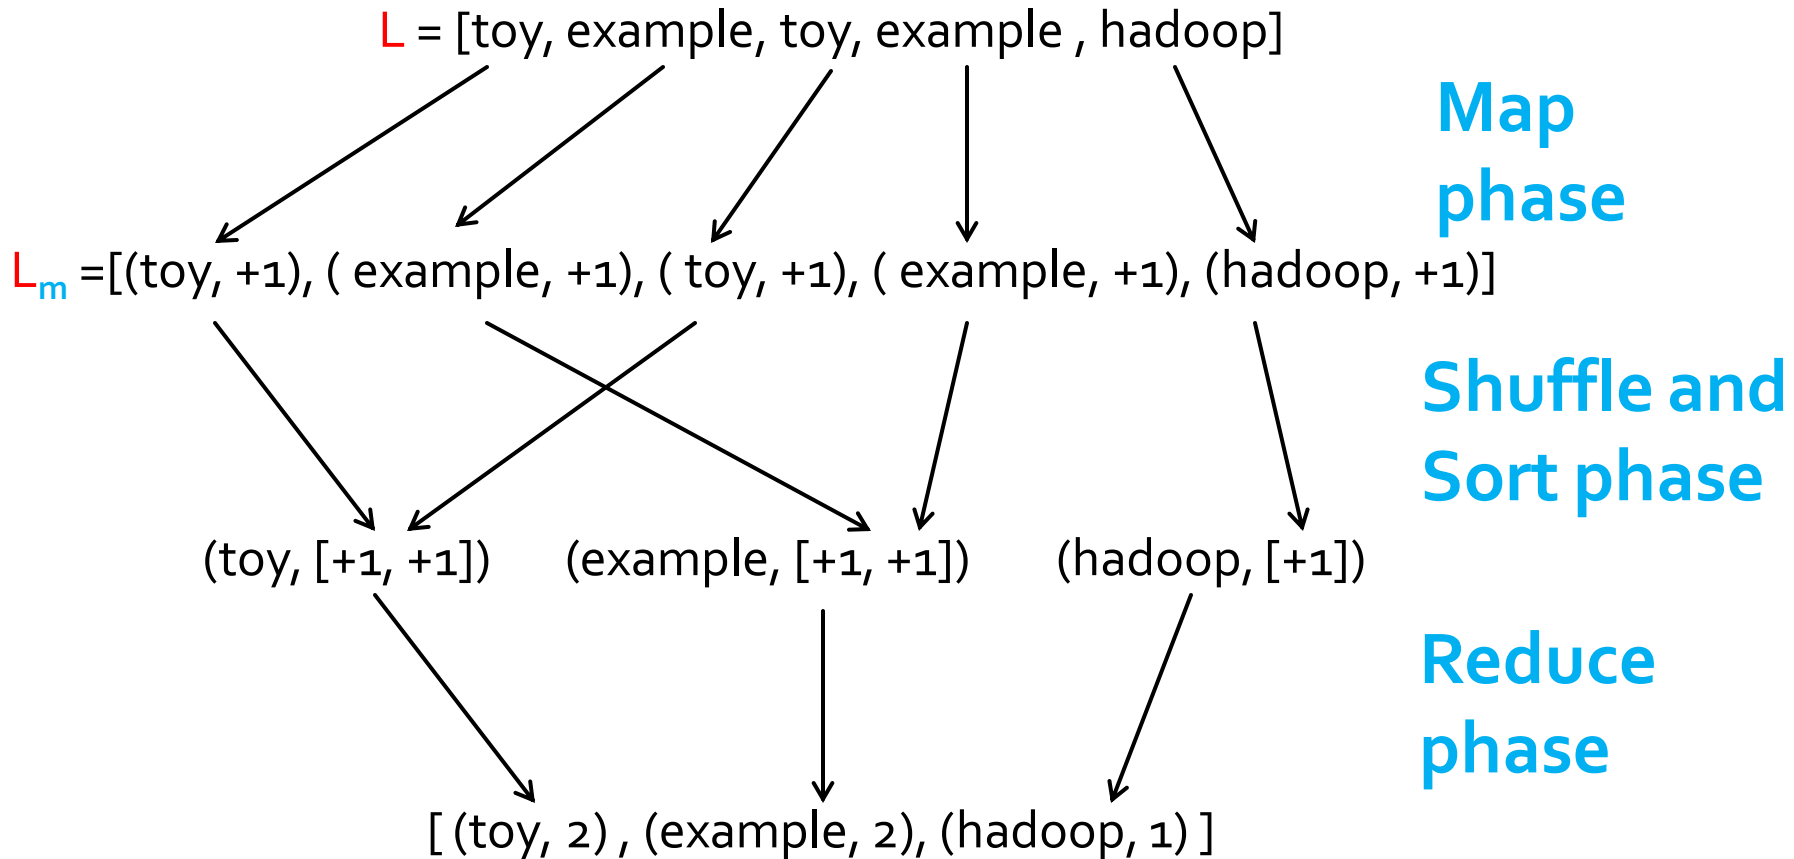 L = [toy, example, toy, example , hadoop]
Map
phase
Lm =[(toy, +1), ( example, +1), ( toy, +1), ( example, +1), (hadoop, +1)]
Shuffle and
Sort phase
(toy, [+1, +1]) (example, [+1, +1]) (hadoop, [+1])
Reduce
phase
[ (toy, 2) , (example, 2), (hadoop, 1) ]